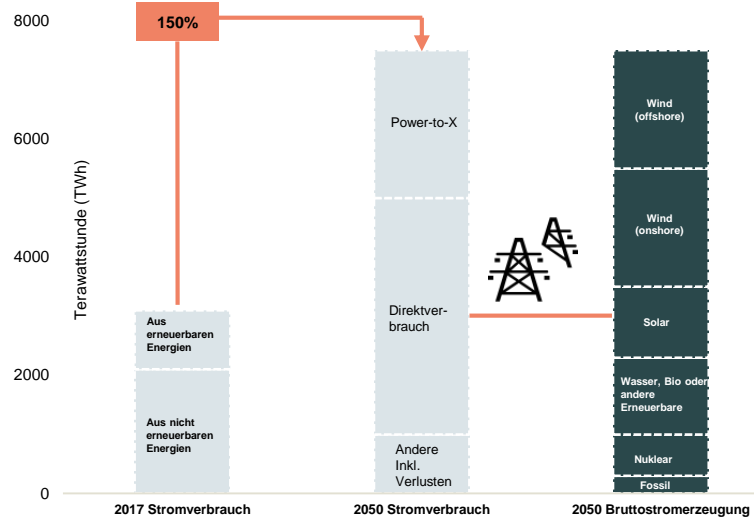 8000
6000
4000
2000
0
Terawattstunde (TWh)
150%
Aus
erneuerbaren
Energien
Aus nicht
erneuerbaren
Energien
Power-to-X
Direktver-
brauch
Andere
Inkl.
Verlusten
Wind
(offshore)
Wind
(onshore)
Solar
Wasser, Bio oder
andere
Erneuerbare
Nuklear
Fossil
2017 Stromverbrauch
2050 Stromverbrauch
2050 Bruttostromerzeugung